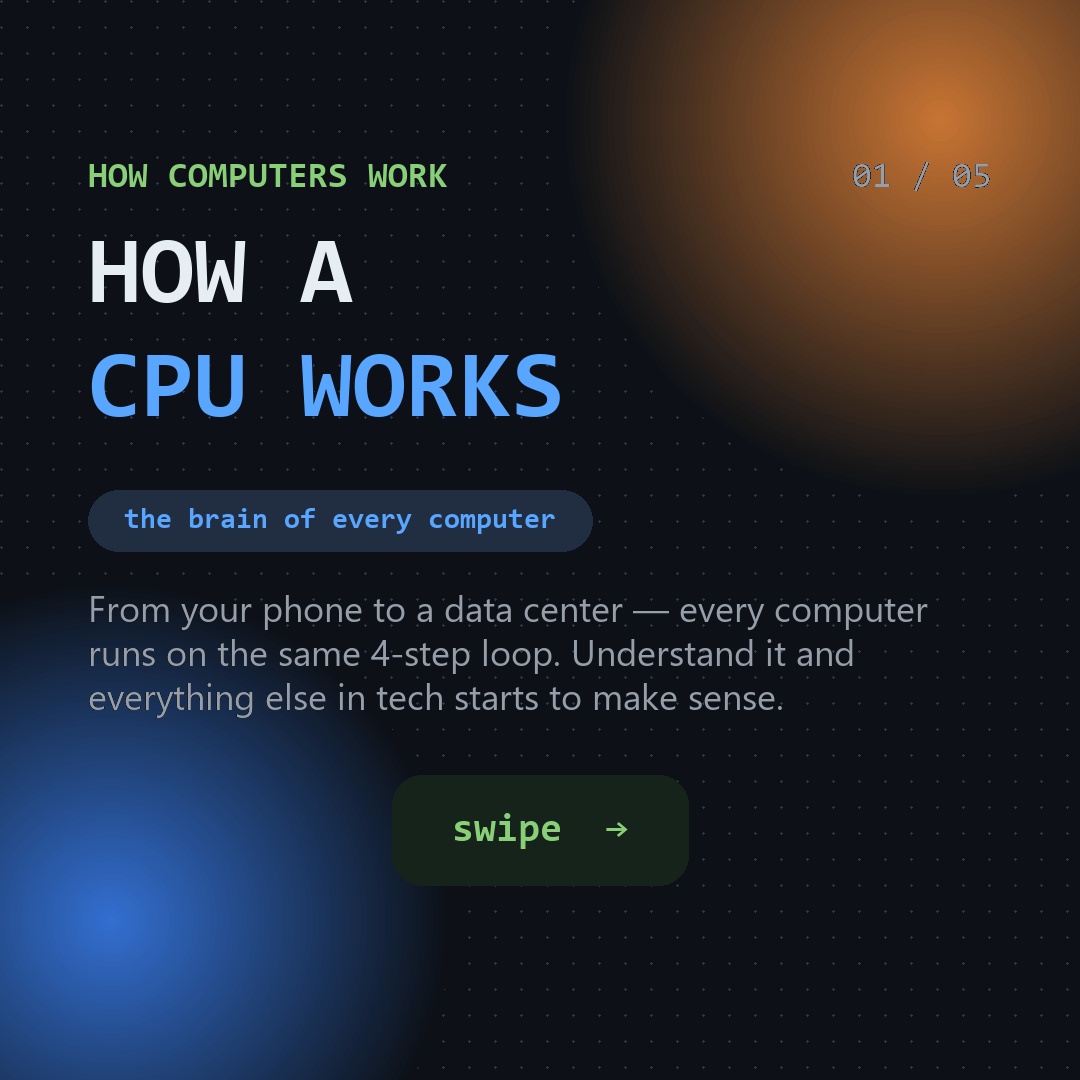 HOW COMPUTERS WORK
01 / 05
HOW A
CPU WORKS
the brain of every computer
From your phone to a data center — every computer
runs on the same 4-step loop. Understand it and
everything else in tech starts to make sense.
swipe →